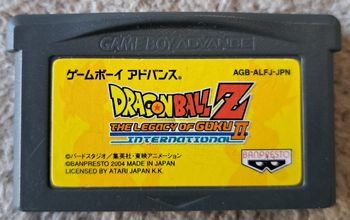 GAME BOY ADVANCE
ゲームボーイ アドバンス® AGB-ALFJ-JPN
DRAGONBALL Z
THE LEGACY OF GOKU II
INTERNATIONAL
©バードスタジオ／集英社・東映アニメーション
©BANPRESTO 2004 MADE IN JAPAN
LICENSED BY ATARI JAPAN K.K.
BANPRESTO